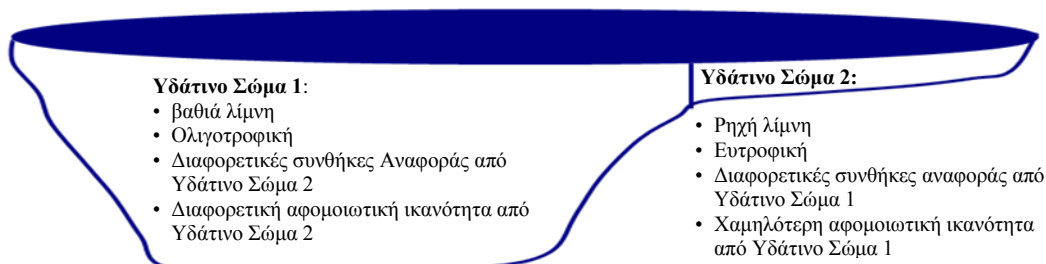 Υδάτινο Σώμα 1:
• βαθιά λίμνη
• Ολιγοτροφική
• Διαφορετικές συνθήκες Αναφοράς από
Υδάτινο Σώμα 2
• Διαφορετική αφομοιωτική ικανότητα από
Υδάτινο Σώμα 2
Υδάτινο Σώμα 2:
• Ρηχή λίμνη
• Ευτροφική
• Διαφορετικές συνθήκες αναφοράς από
Υδάτινο Σώμα 1
• Χαμηλότερη αφομοιωτική ικανότητα
από Υδάτινο Σώμα 1